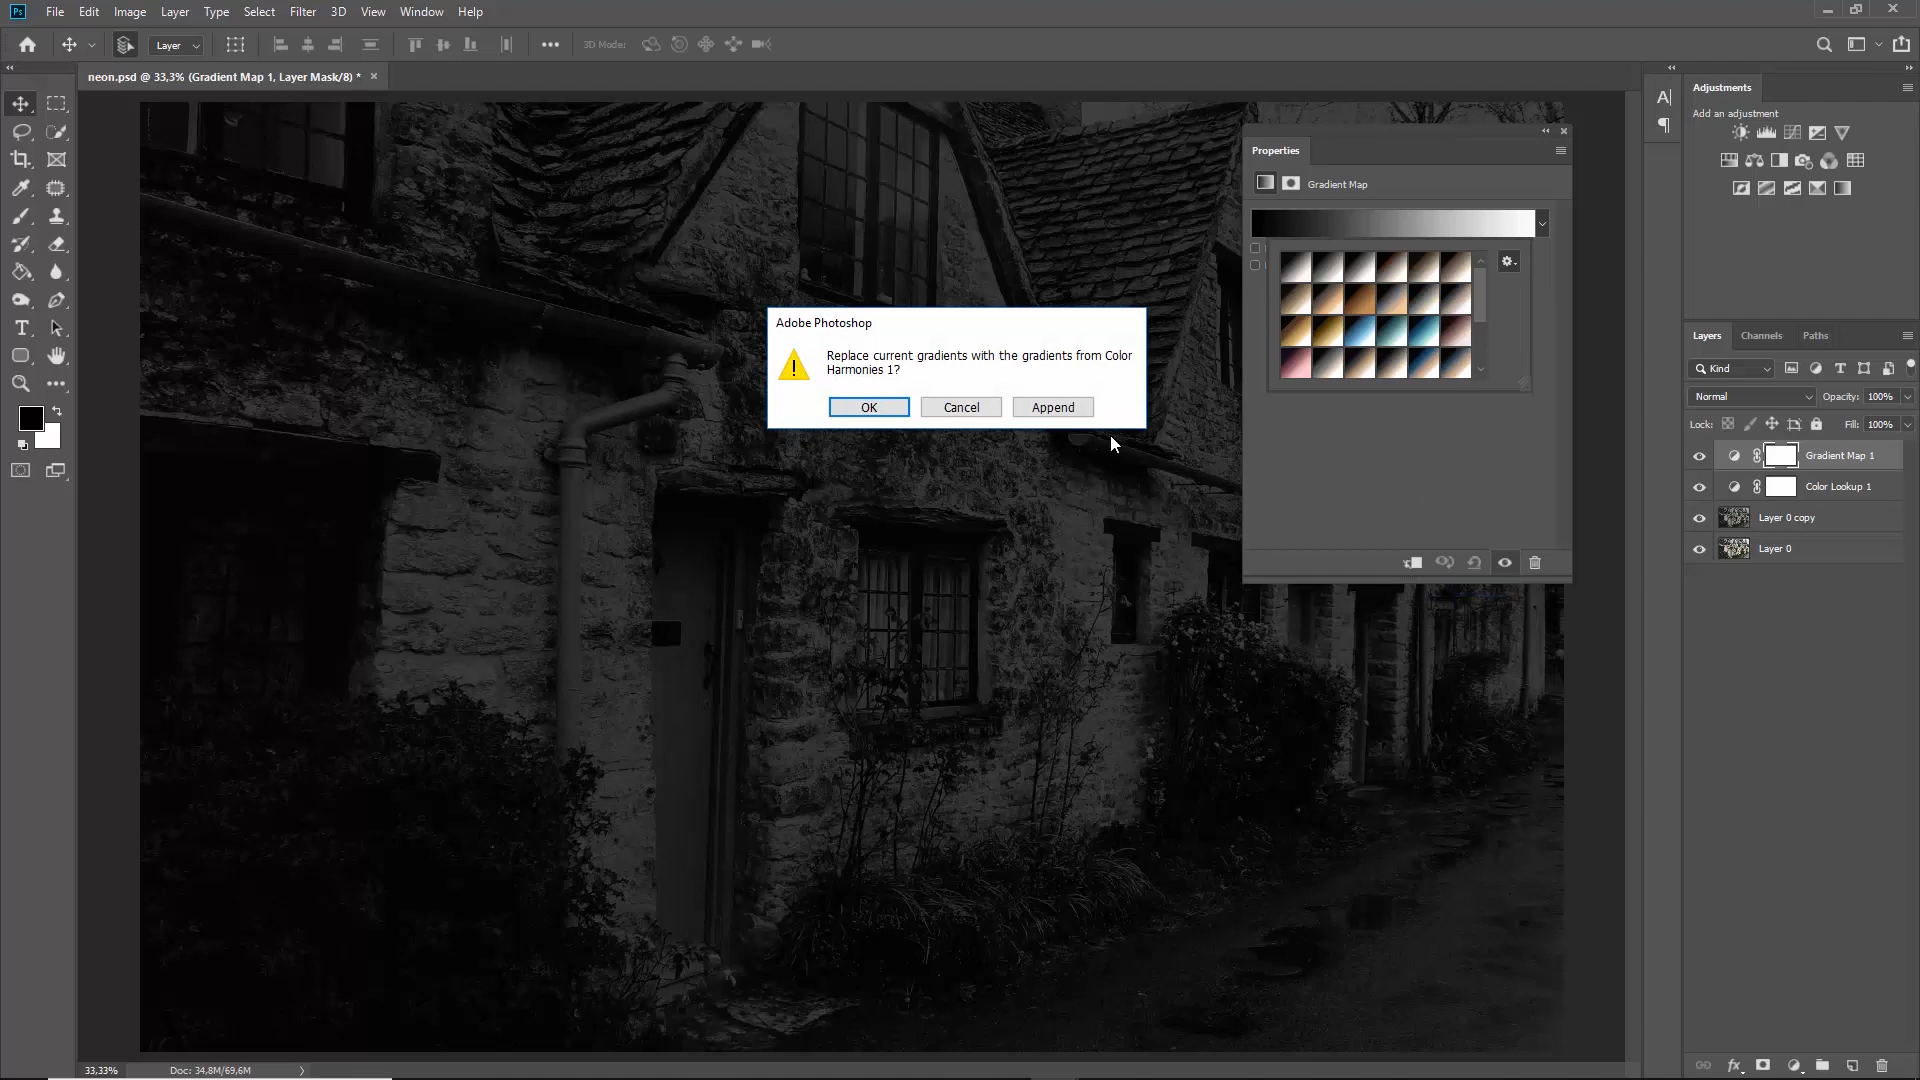 Ps File Edit Image Layer Type Select Filter 3D View Window Help
Layer 3D Mode:
neon.psd @ 33,3% (Gradient Map 1, Layer Mask/8) *
Adjustments
Add an adjustment
Properties
Gradient Map
Adobe Photoshop
Replace current gradients with the gradients from Color
Harmonies 1?
OK Cancel Append
Layers Channels Paths
Kind
Normal Opacity: 100%
Lock: Fill: 100%
Gradient Map 1
Color Lookup 1
Layer 0 copy
Layer 0
33,33% Doc: 34,8M/69,6M